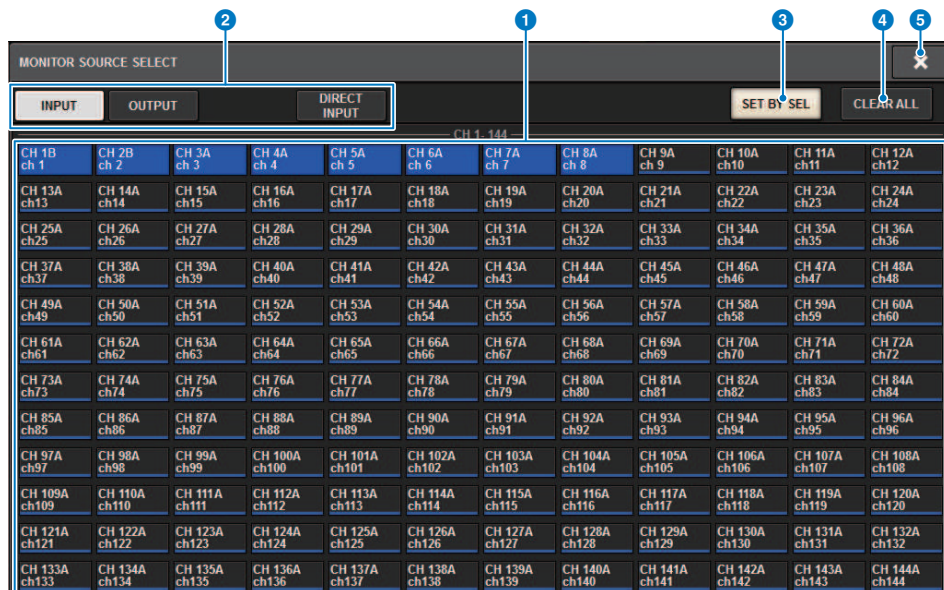 2 1 3 4 5
MONITOR SOURCE SELECT ×
INPUT OUTPUT DIRECT INPUT SET BY SEL CLEAR ALL
CH 1- 144
CH 1B CH 2B CH 3A CH 4A CH 5A CH 6A CH 7A CH 8A CH 9A CH 10A CH 11A CH 12A
ch 1 ch 2 ch 3 ch 4 ch 5 ch 6 ch 7 ch 8 ch 9 ch10 ch11 ch12
CH 13A CH 14A CH 15A CH 16A CH 17A CH 18A CH 19A CH 20A CH 21A CH 22A CH 23A CH 24A
ch13 ch14 ch15 ch16 ch17 ch18 ch19 ch20 ch21 ch22 ch23 ch24
CH 25A CH 26A CH 27A CH 28A CH 29A CH 30A CH 31A CH 32A CH 33A CH 34A CH 35A CH 36A
ch25 ch26 ch27 ch28 ch29 ch30 ch31 ch32 ch33 ch34 ch35 ch36
CH 37A CH 38A CH 39A CH 40A CH 41A CH 42A CH 43A CH 44A CH 45A CH 46A CH 47A CH 48A
ch37 ch38 ch39 ch40 ch41 ch42 ch43 ch44 ch45 ch46 ch47 ch48
CH 49A CH 50A CH 51A CH 52A CH 53A CH 54A CH 55A CH 56A CH 57A CH 58A CH 59A CH 60A
ch49 ch50 ch51 ch52 ch53 ch54 ch55 ch56 ch57 ch58 ch59 ch60
CH 61A CH 62A CH 63A CH 64A CH 65A CH 66A CH 67A CH 68A CH 69A CH 70A CH 71A CH 72A
ch61 ch62 ch63 ch64 ch65 ch66 ch67 ch68 ch69 ch70 ch71 ch72
CH 73A CH 74A CH 75A CH 76A CH 77A CH 78A CH 79A CH 80A CH 81A CH 82A CH 83A CH 84A
ch73 ch74 ch75 ch76 ch77 ch78 ch79 ch80 ch81 ch82 ch83 ch84
CH 85A CH 86A CH 87A CH 88A CH 89A CH 90A CH 91A CH 92A CH 93A CH 94A CH 95A CH 96A
ch85 ch86 ch87 ch88 ch89 ch90 ch91 ch92 ch93 ch94 ch95 ch96
CH 97A CH 98A CH 99A CH 100A CH 101A CH 102A CH 103A CH 104A CH 105A CH 106A CH 107A CH 108A
ch97 ch98 ch99 ch100 ch101 ch102 ch103 ch104 ch105 ch106 ch107 ch108
CH 109A CH 110A CH 111A CH 112A CH 113A CH 114A CH 115A CH 116A CH 117A CH 118A CH 119A CH 120A
ch109 ch110 ch111 ch112 ch113 ch114 ch115 ch116 ch117 ch118 ch119 ch120
CH 121A CH 122A CH 123A CH 124A CH 125A CH 126A CH 127A CH 128A CH 129A CH 130A CH 131A CH 132A
ch121 ch122 ch123 ch124 ch125 ch126 ch127 ch128 ch129 ch130 ch131 ch132
CH 133A CH 134A CH 135A CH 136A CH 137A CH 138A CH 139A CH 140A CH 141A CH 142A CH 143A CH 144A
ch133 ch134 ch135 ch136 ch137 ch138 ch139 ch140 ch141 ch142 ch143 ch144